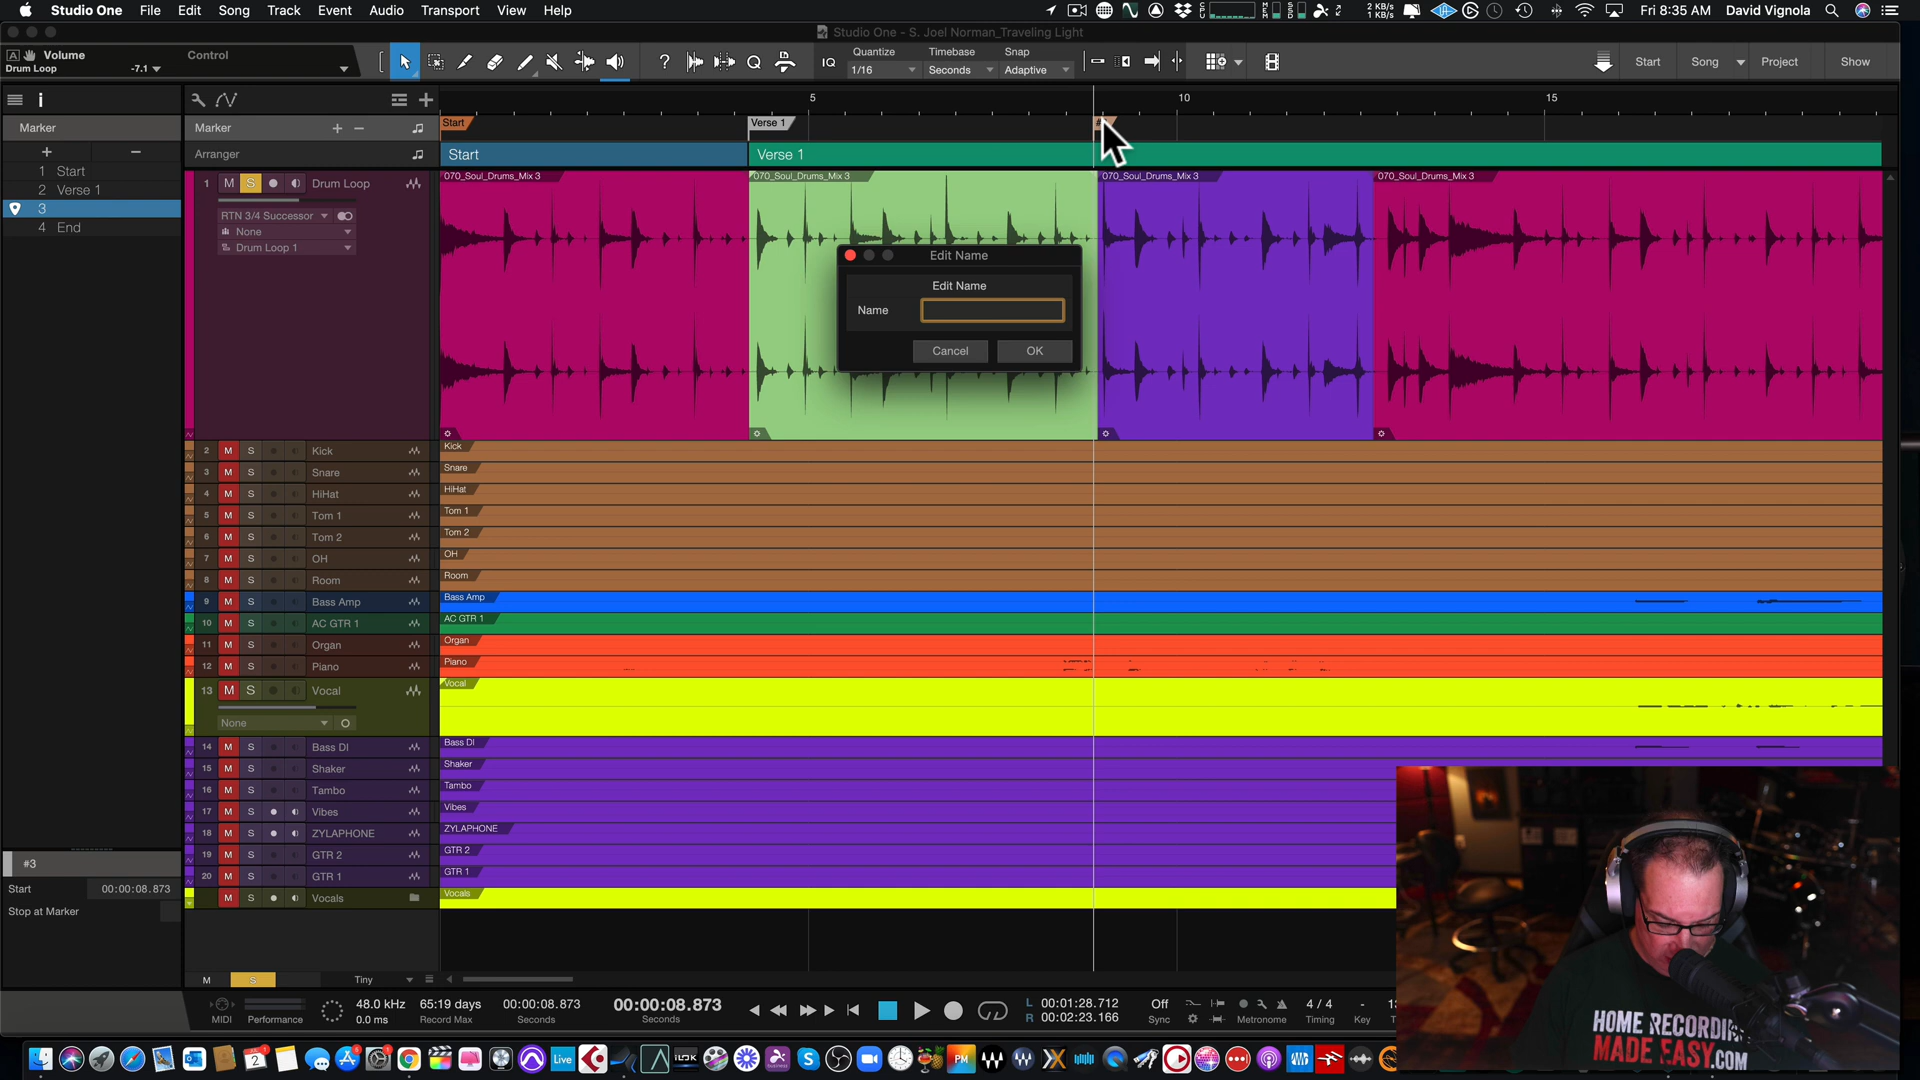 Studio One File Edit Song Track Event Audio Transport View Help
2 KB/s
1 KB/s
Fri 8:35 AM David Vignola
Studio One - S. Joel Norman_Traveling Light
Volume Control
Drum Loop -7.1
Quantize Timebase Snap
IQ 1/16 Seconds Adaptive
Start Song Project Show
5 10 15
Marker
1 Start
2 Verse 1
3
4 End
Marker
Arranger
Start Verse 1
Start Verse 1
1 M S Drum Loop
RTN 3/4 Successor
None
Drum Loop 1
070_Soul_Drums_Mix 3 070_Soul_Drums_Mix 3 070_Soul_Drums_Mix 3 070_Soul_Drums_Mix 3
Edit Name
Edit Name
Name
Cancel OK
2 M S Kick Kick
3 M S Snare Snare
4 M S HiHat HiHat
5 M S Tom 1 Tom 1
6 M S Tom 2 Tom 2
7 M S OH OH
8 M S Room Room
9 M S Bass Amp Bass Amp
10 M S AC GTR 1 AC GTR 1
11 M S Organ Organ
12 M S Piano Piano
13 M S Vocal Vocal
None
14 M S Bass DI Bass DI
15 M S Shaker Shaker
16 M S Tambo Tambo
17 M S Vibes Vibes
18 M S ZYLAPHONE ZYLAPHONE
19 M S GTR 2 GTR 2
20 M S GTR 1 GTR 1
M S Vocals Vocals
#3
Start 00:00:08.873
Stop at Marker
M S Tiny
MIDI Performance
48.0 kHz
0.0 ms
65:19 days
Record Max
00:00:08.873
Seconds
00:00:08.873
Seconds
L 00:01:28.712
R 00:02:23.166
Off
Sync
Metronome
4 / 4
Timing
-
Key
HOME RECORDING
MADE EASY.COM
Live
PM